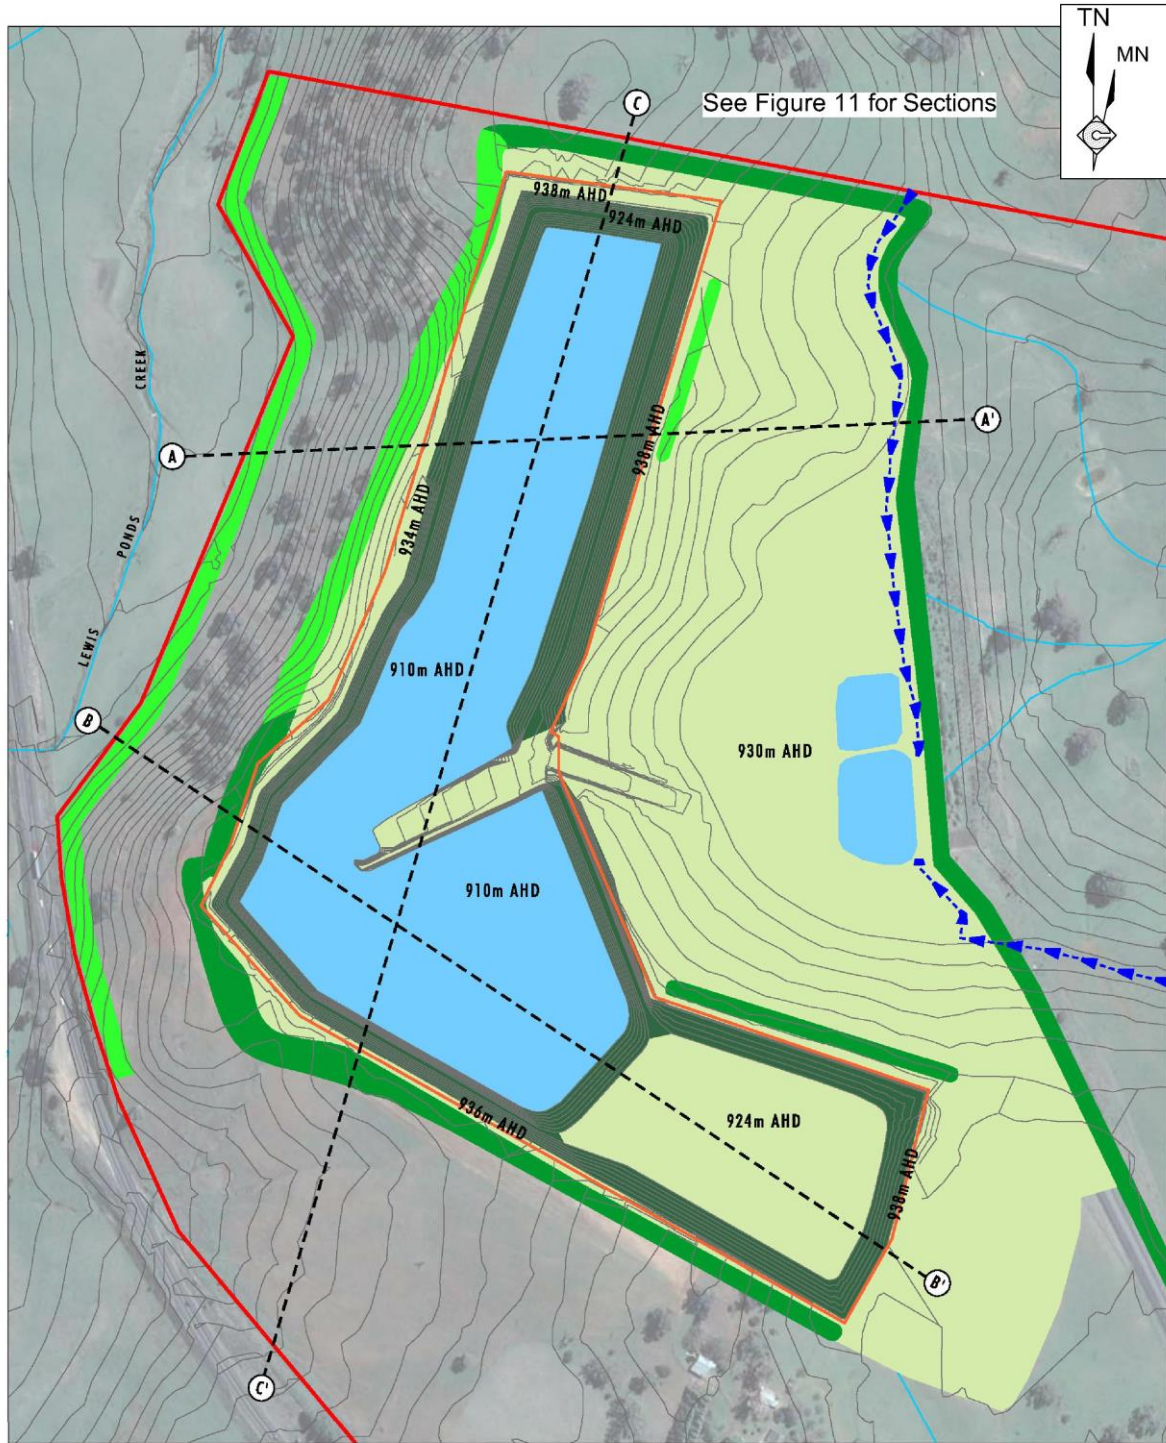 TN
MN
See Figure 11 for Sections
C
938m AHD
924m AHD
CREEK
A
A'
938m AHD
934m AHD
PONDS
LEWIS
910m AHD
B
930m AHD
910m AHD
936m AHD
924m AHD
938m AHD
B'
C'